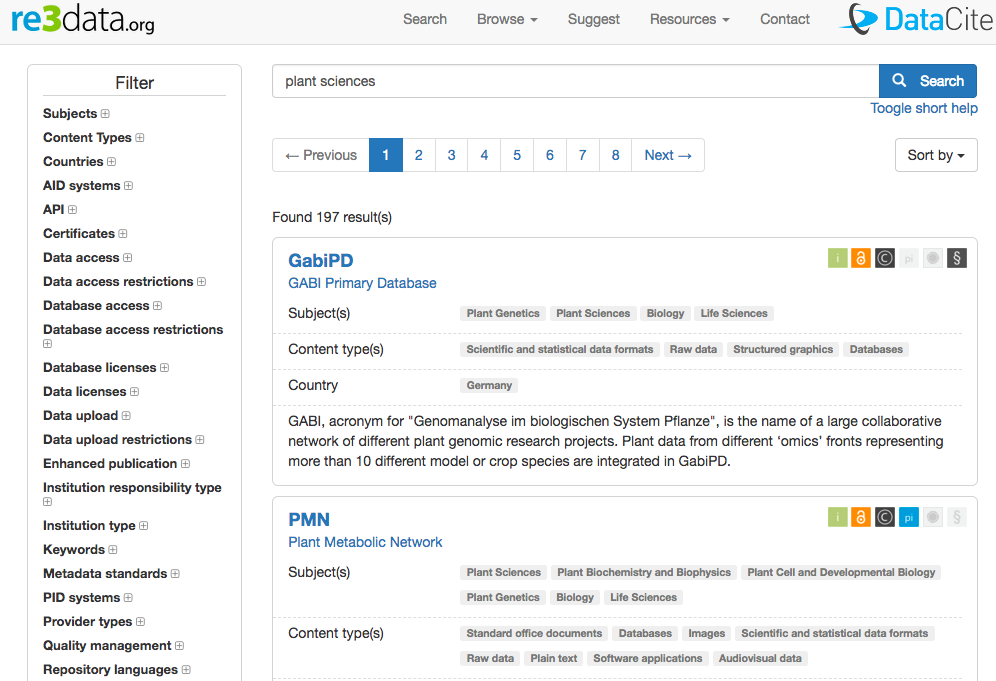 re3data.org
Search Browse Suggest Resources Contact
DataCite
Filter
Subjects
Content Types
Countries
AID systems
API
Certificates
Data access
Data access restrictions
Database access
Database access restrictions
Database licenses
Data licenses
Data upload
Data upload restrictions
Enhanced publication
Institution responsibility type
Institution type
Keywords
Metadata standards
PID systems
Provider types
Quality management
Repository languages
plant sciences
Search
Toogle short help
← Previous 1 2 3 4 5 6 7 8 Next →
Sort by
Found 197 result(s)
GabiPD
i © pi §
GABI Primary Database
Subject(s) Plant Genetics Plant Sciences Biology Life Sciences
Content type(s) Scientific and statistical data formats Raw data Structured graphics Databases
Country Germany
GABI, acronym for "Genomanalyse im biologischen System Pflanze", is the name of a large collaborative
network of different plant genomic research projects. Plant data from different ‘omics’ fronts representing
more than 10 different model or crop species are integrated in GabiPD.
PMN
i © pi §
Plant Metabolic Network
Subject(s) Plant Sciences Plant Biochemistry and Biophysics Plant Cell and Developmental Biology
Plant Genetics Biology Life Sciences
Content type(s) Standard office documents Databases Images Scientific and statistical data formats
Raw data Plain text Software applications Audiovisual data